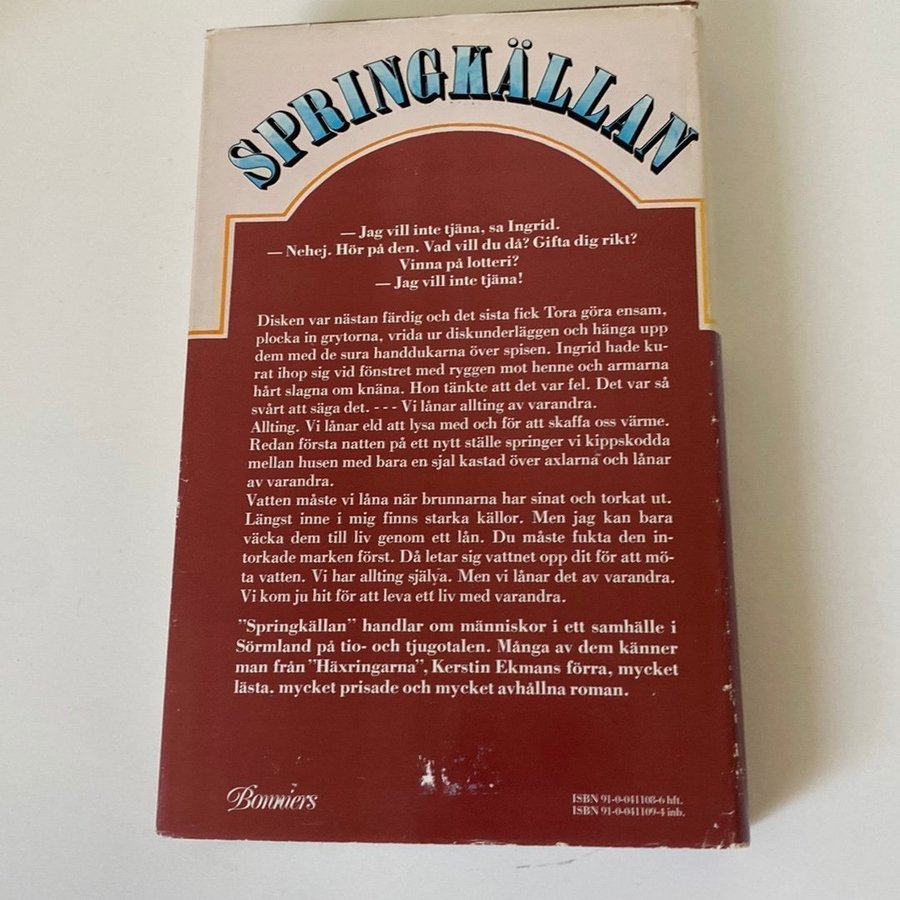 SPRINGKÄLLAN
— Jag vill inte tjäna, sa Ingrid.
— Nehej. Hör på den. Vad vill du då? Gifta dig rikt?
Vinna på lotteri?
— Jag vill inte tjäna!
Disken var nästan färdig och det sista fick Tora göra ensam,
plocka in grytorna, vrida ur diskunderläggen och hänga upp
dem med de sura handdukarna över spisen. Ingrid hade ku-
rat ihop sig vid fönstret med ryggen mot henne och armarna
hårt slagna om knäna. Hon tänkte att det var fel. Det var så
svårt att säga det. - - - Vi lånar allting av varandra.
Allting. Vi lånar eld att lysa med och för att skaffa oss värme.
Redan första natten på ett nytt ställe springer vi kippskodda
mellan husen med bara en sjal kastad över axlarna och lånar
av varandra.
Vatten måste vi låna när brunnarna har sinat och torkat ut.
Längst inne i mig finns starka källor. Men jag kan bara
väcka dem till liv genom ett lån. Du måste fukta den in-
torkade marken först. Då letar sig vattnet opp dit för att mö-
ta vatten. Vi har allting själva. Men vi lånar det av varandra.
Vi kom ju hit för att leva ett liv med varandra.
"Springkällan" handlar om människor i ett samhälle i
Sörmland på tio- och tjugotalen. Många av dem känner
man från "Häxringarna", Kerstin Ekmans förra, mycket
lästa, mycket prisade och mycket avhållna roman.
Bonniers
ISBN 91-0-041108-6 hft.
ISBN 91-0-041109-4 inb.